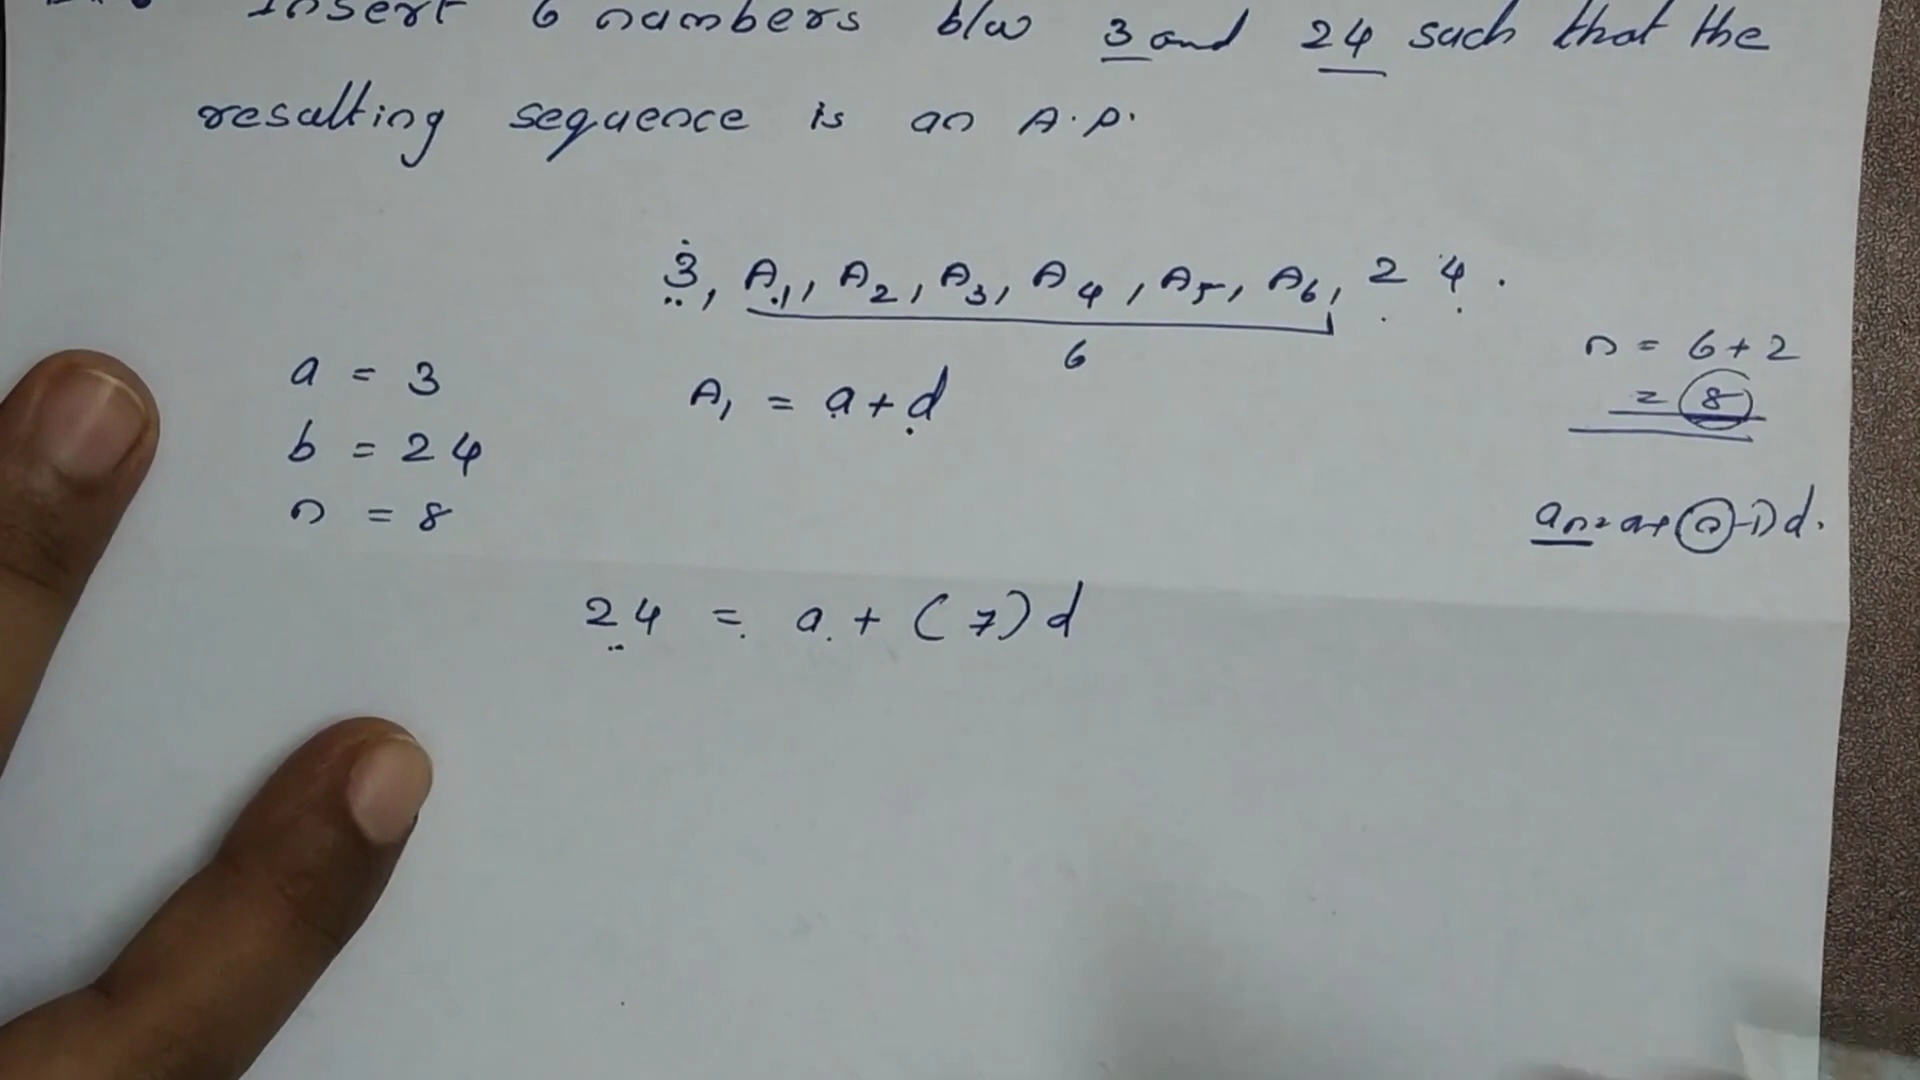 Insert 6 numbers b/w 3 and 24 such that the
resulting sequence is an A.P.
3, A1, A2, A3, A4, A5, A6, 24.
6
n = 6+2
= 8
a = 3
A1 = a+d
b = 24
n = 8
an = a+(n-1)d.
24 = a + (7)d